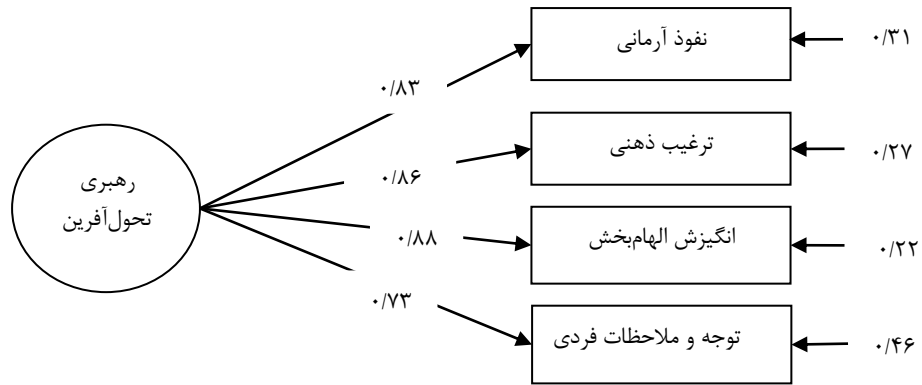 نفوذ آرمانی
۰/۳۱
۰/۸۳
ترغیب ذهنی
۰/۲۷
رهبری
تحول‌آفرین
۰/۸۶
انگیزش الهام‌بخش
۰/۲۲
۰/۸۸
۰/۷۳
توجه و ملاحظات فردی
۰/۴۶